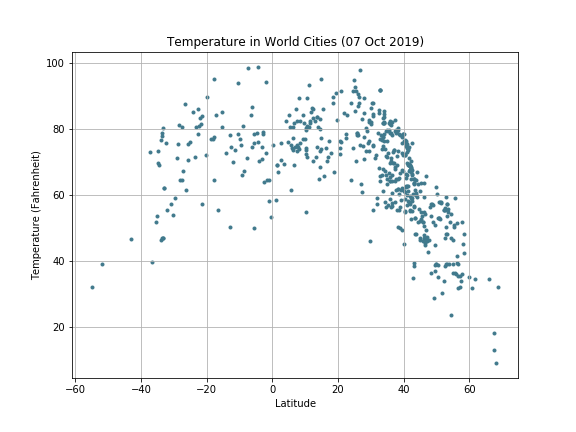 Temperature in World Cities (07 Oct 2019)
100
80
60
40
20
Temperature (Fahrenheit)
−60 −40 −20 0 20 40 60
Latitude